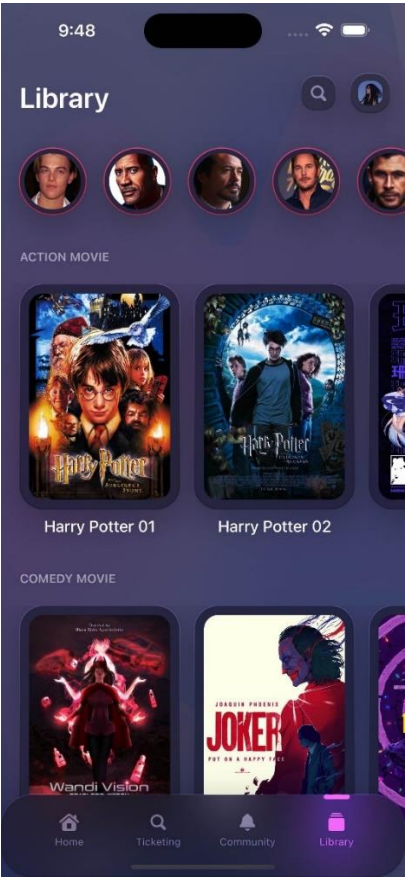 9:48
Library
ACTION MOVIE
Harry Potter
Harry Potter
Harry Potter 01
Harry Potter 02
COMEDY MOVIE
JOAQUIN PHOENIX
JOKER
PUT ON A HAPPY FACE
Wandi Vision
Home
Ticketing
Community
Library